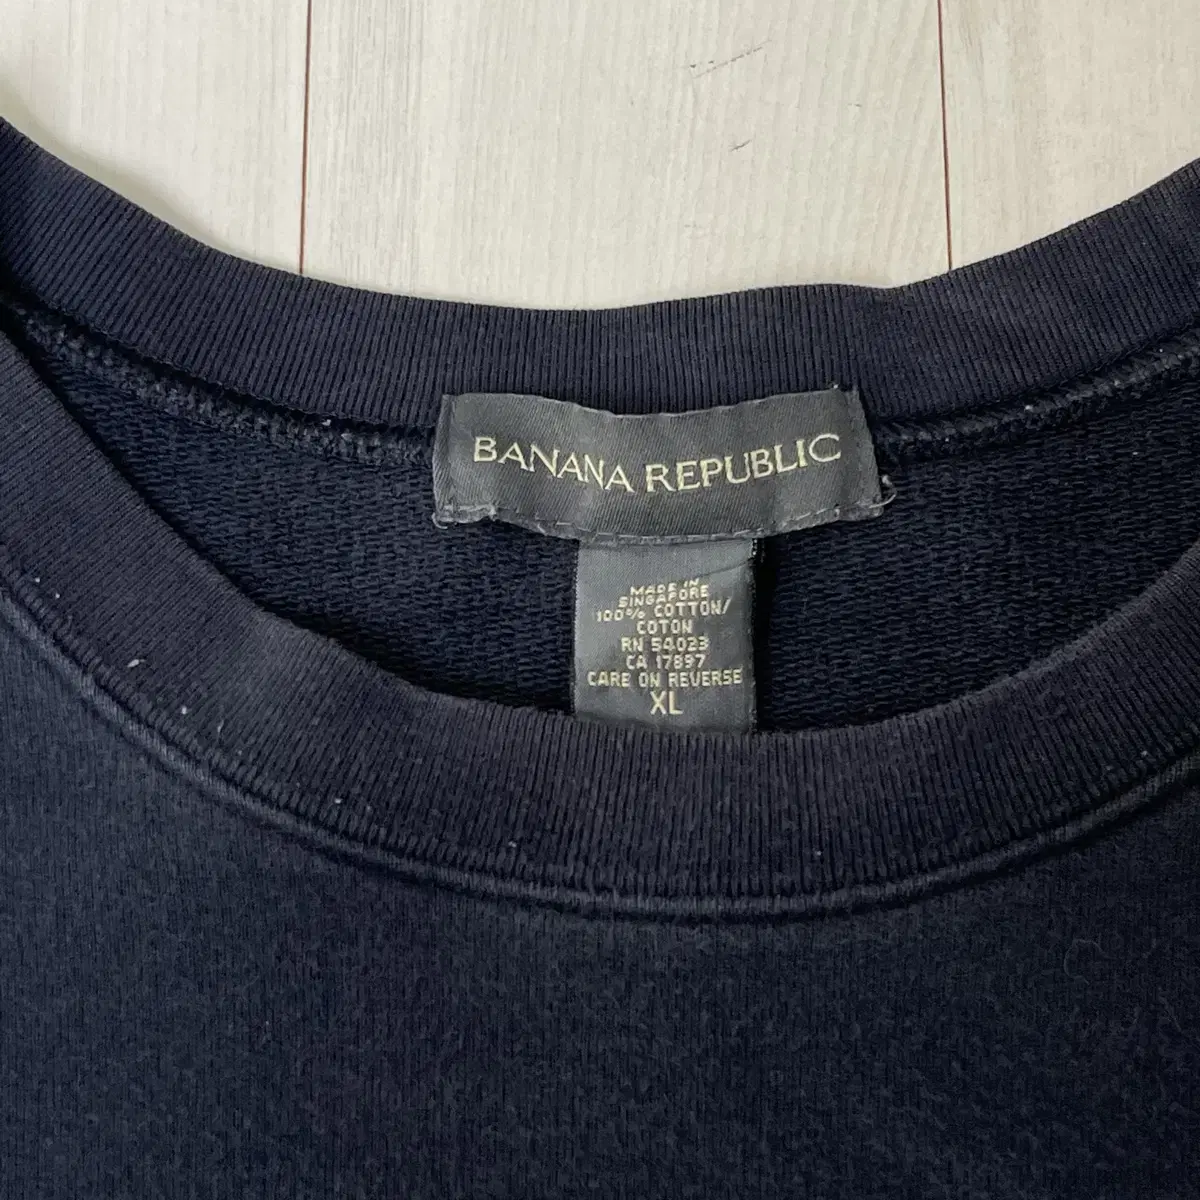 BANANA REPUBLIC
MADE IN
SINGAPORE
100% COTTON/
COTON
RN 54023
CA 17897
CARE ON REVERSE
XL